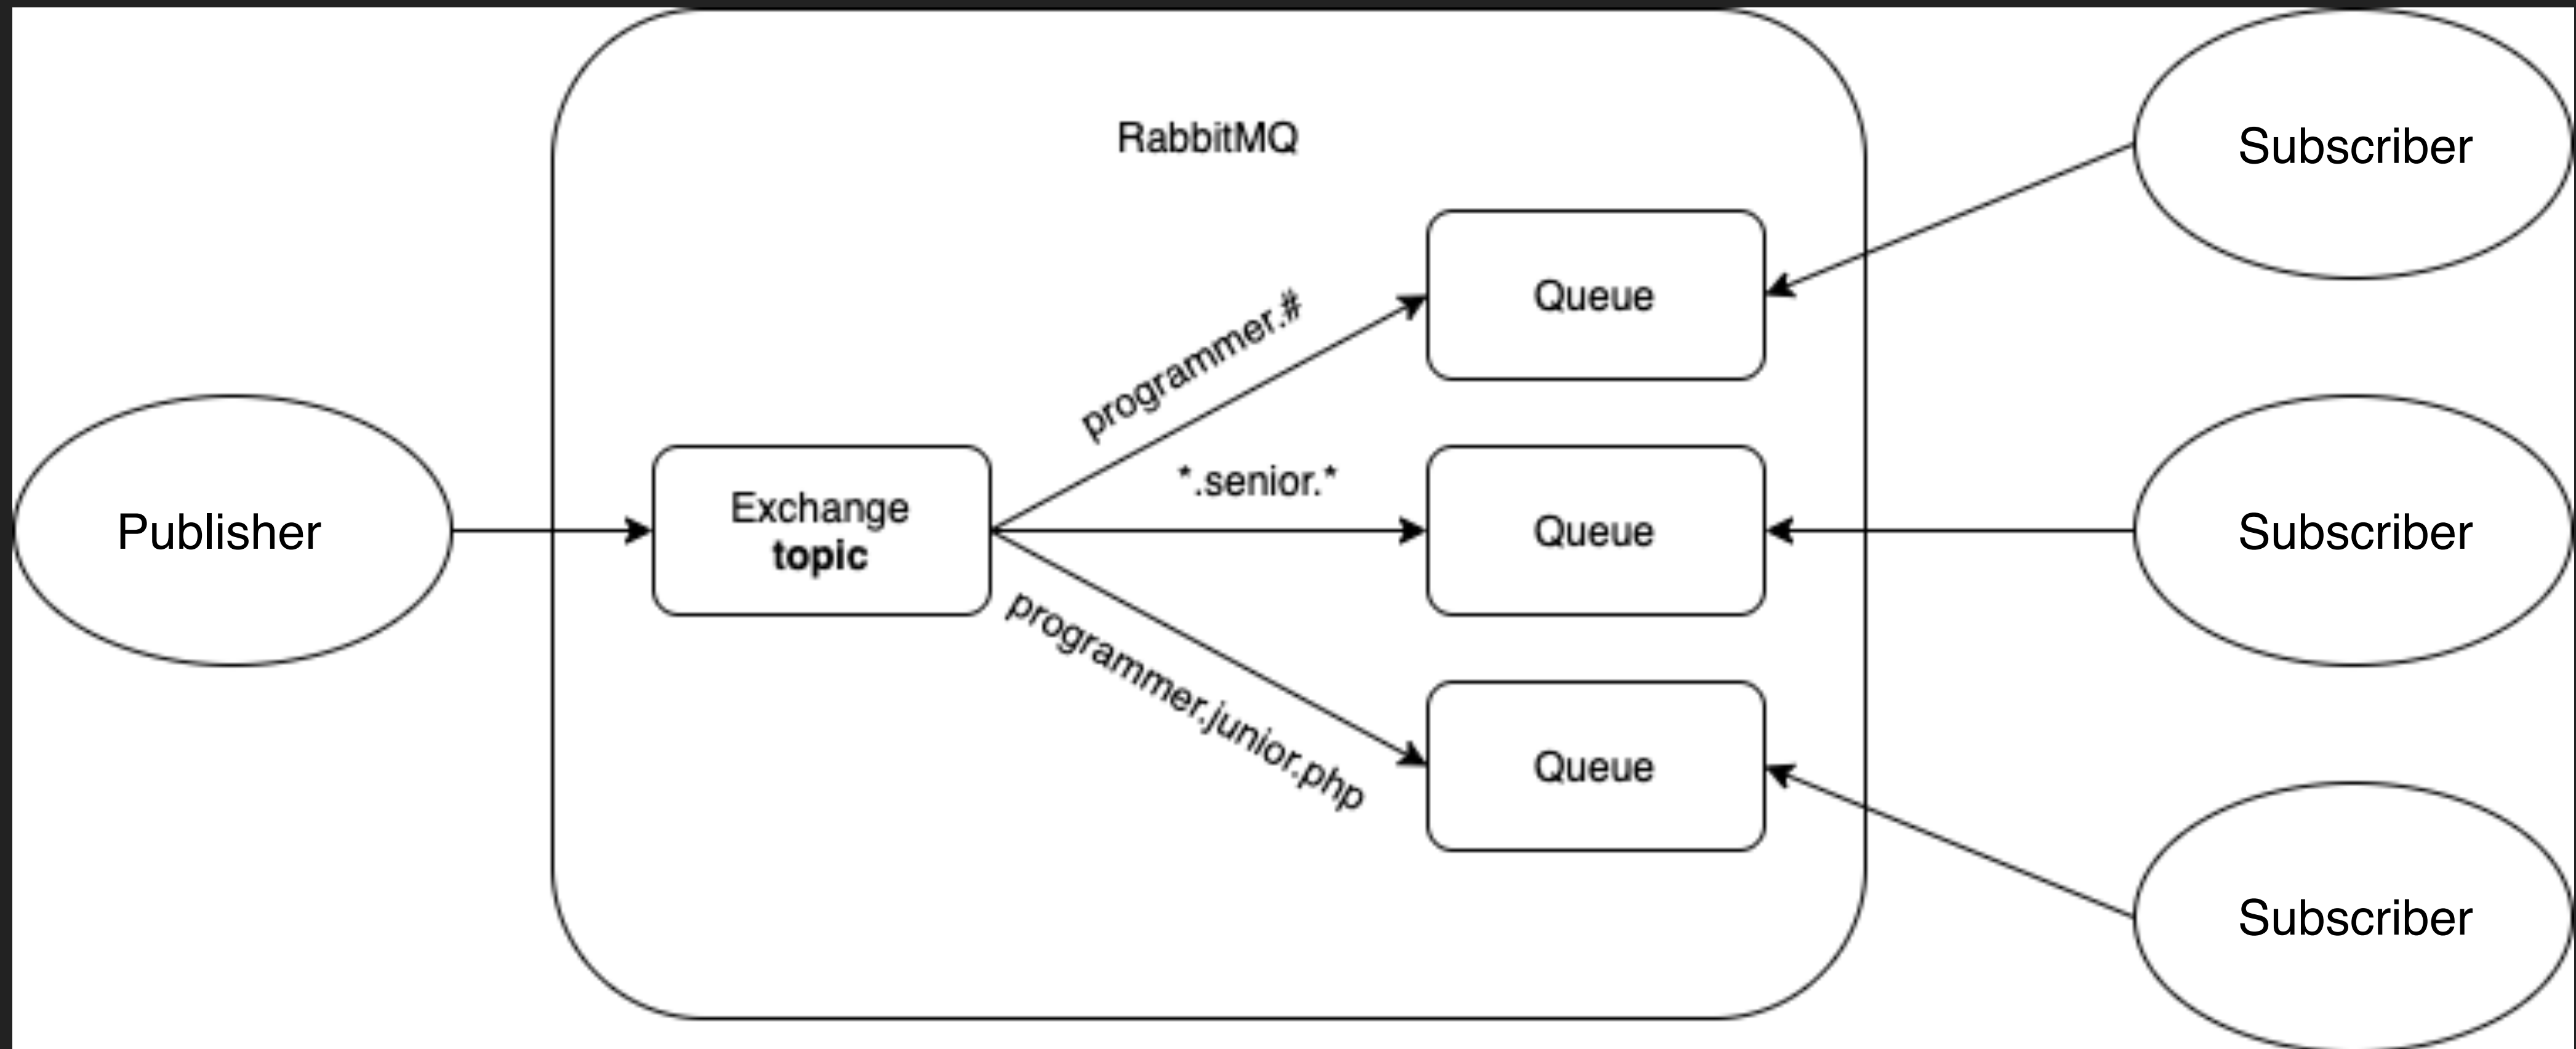 RabbitMQ
Subscriber
programmer.#
Queue
*.senior.*
Publisher
Exchange
topic
Queue
Subscriber
programmer.junior.php
Queue
Subscriber